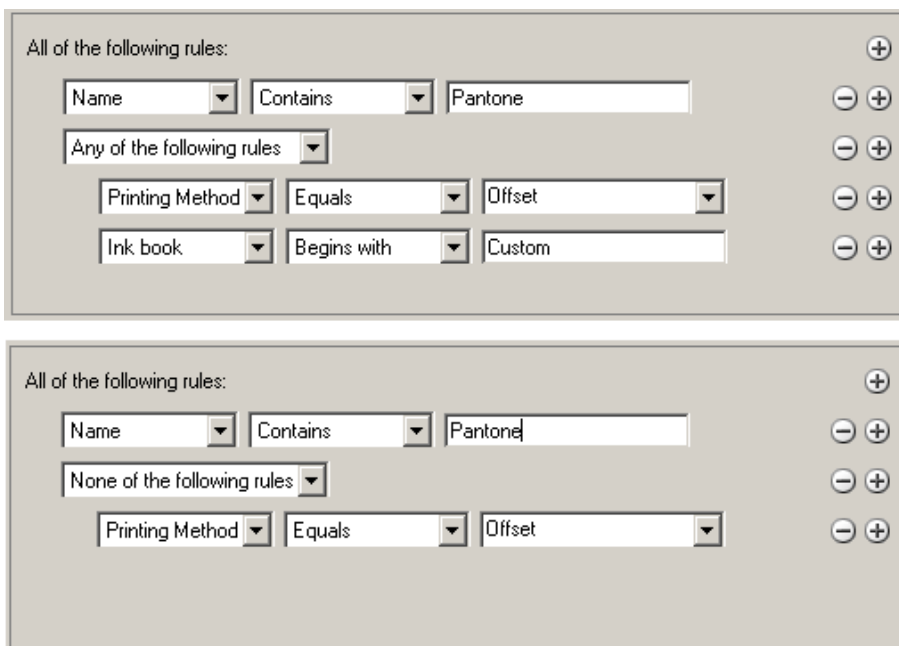 All of the following rules:
Name Contains Pantone
Any of the following rules
Printing Method Equals Offset
Ink book Begins with Custom
All of the following rules:
Name Contains Pantone
None of the following rules
Printing Method Equals Offset